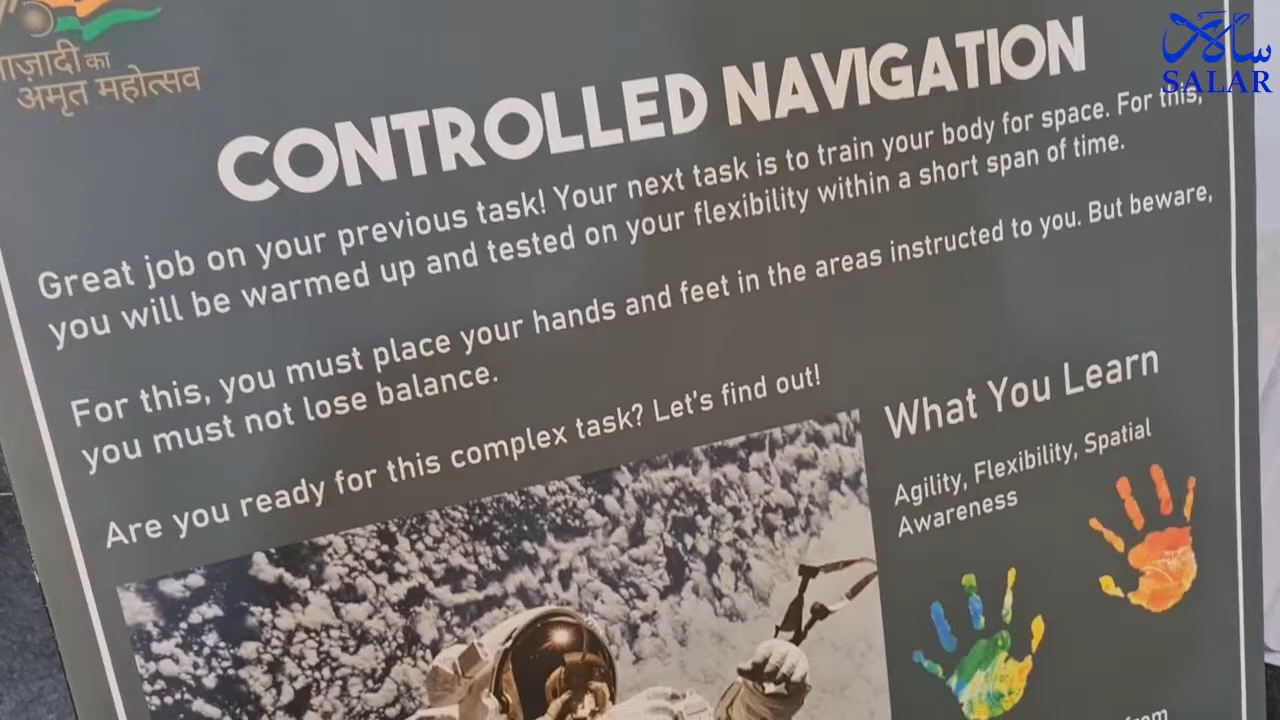 का
अमृत महोत्सव
سالار
SALAR
CONTROLLED NAVIGATION
Great job on your previous task! Your next task is to train your body for space. For this,
you will be warmed up and tested on your flexibility within a short span of time.
For this, you must place your hands and feet in the areas instructed to you. But beware,
you must not lose balance.
Are you ready for this complex task? Let's find out!
What You Learn
Agility, Flexibility, Spatial
Awareness